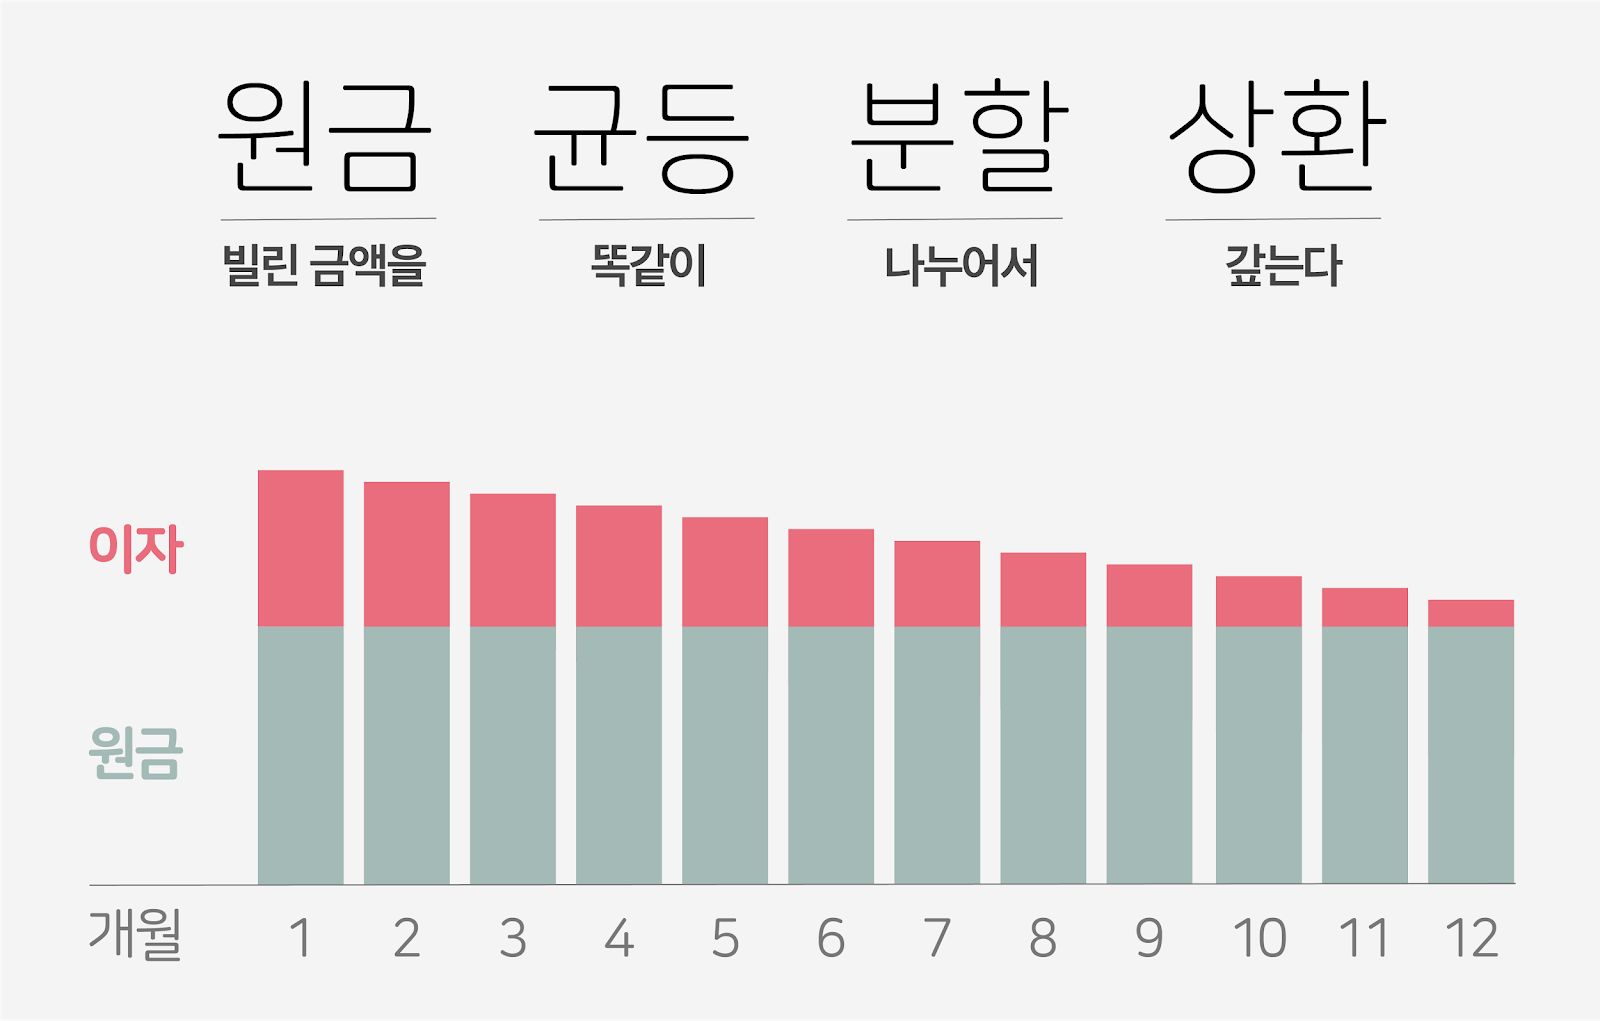 원금 균등 분할 상환
빌린 금액을 똑같이 나누어서 갚는다
이자
원금
개월 1 2 3 4 5 6 7 8 9 10 11 12